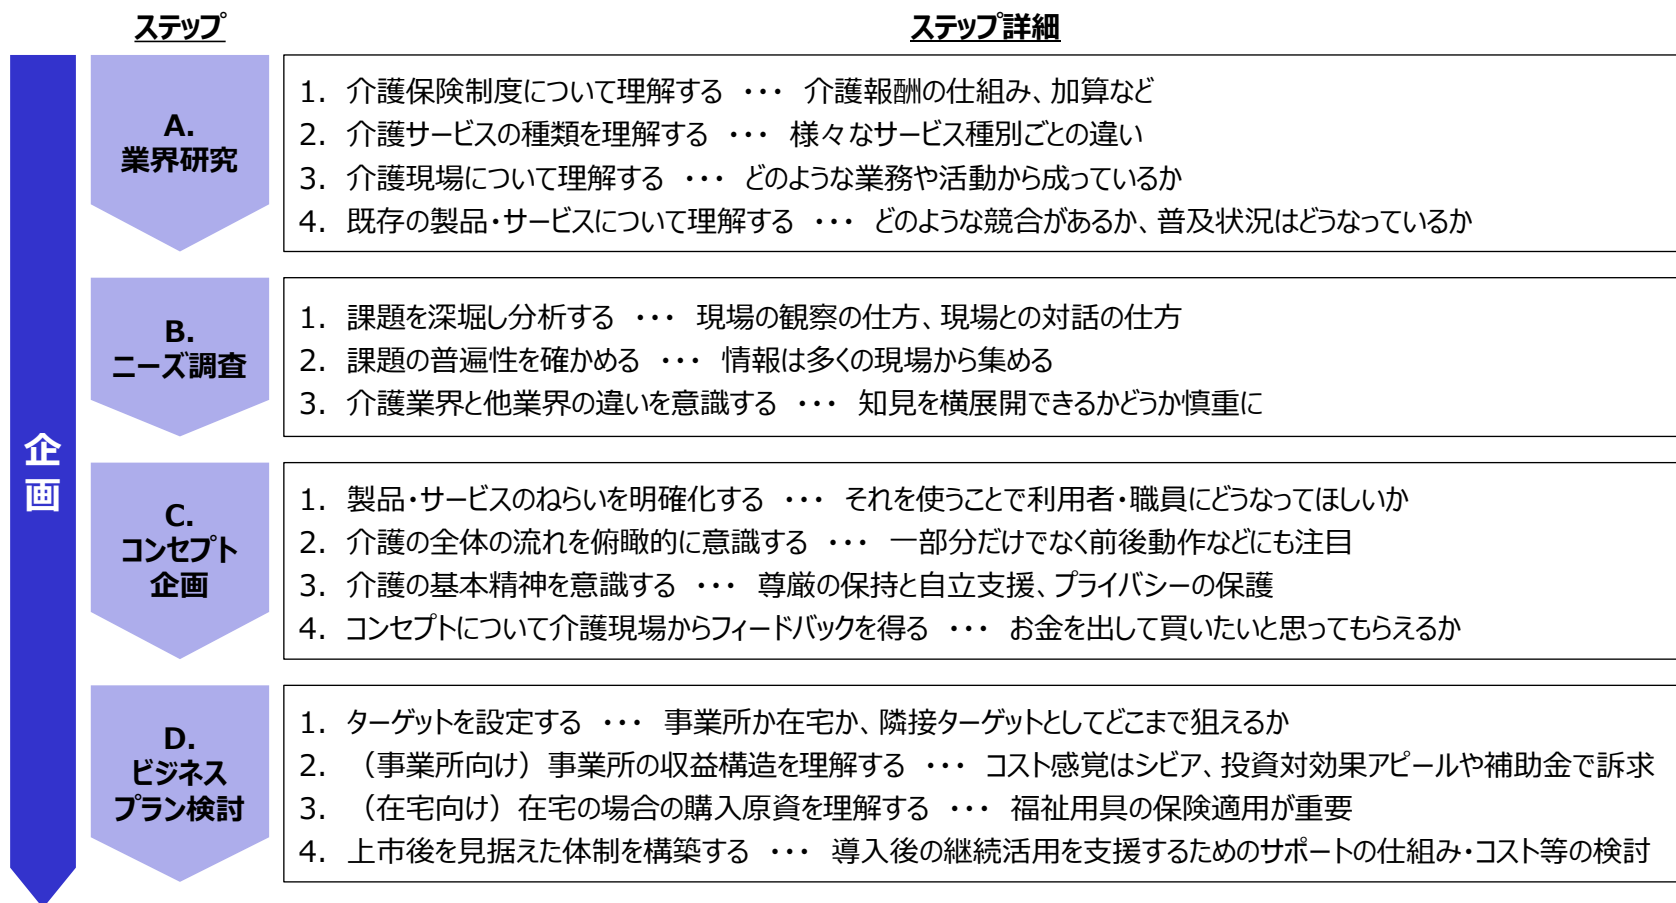 ステップ
ステップ詳細
企画
A.
業界研究
1. 介護保険制度について理解する ・・・ 介護報酬の仕組み、加算など
2. 介護サービスの種類を理解する ・・・ 様々なサービス種別ごとの違い
3. 介護現場について理解する ・・・ どのような業務や活動から成っているか
4. 既存の製品・サービスについて理解する ・・・ どのような競合があるか、普及状況はどうなっているか
B.
ニーズ調査
1. 課題を深堀し分析する ・・・ 現場の観察の仕方、現場との対話の仕方
2. 課題の普遍性を確かめる ・・・ 情報は多くの現場から集める
3. 介護業界と他業界の違いを意識する ・・・ 知見を横展開できるかどうか慎重に
C.
コンセプト
企画
1. 製品・サービスのねらいを明確化する ・・・ それを使うことで利用者・職員にどうなってほしいか
2. 介護の全体の流れを俯瞰的に意識する ・・・ 一部分だけでなく前後動作などにも注目
3. 介護の基本精神を意識する ・・・ 尊厳の保持と自立支援、プライバシーの保護
4. コンセプトについて介護現場からフィードバックを得る ・・・ お金を出して買いたいと思ってもらえるか
D.
ビジネス
プラン検討
1. ターゲットを設定する ・・・ 事業所か在宅か、隣接ターゲットとしてどこまで狙えるか
2. （事業所向け）事業所の収益構造を理解する ・・・ コスト感覚はシビア、投資対効果アピールや補助金で訴求
3. （在宅向け）在宅の場合の購入原資を理解する ・・・ 福祉用具の保険適用が重要
4. 上市後を見据えた体制を構築する ・・・ 導入後の継続活用を支援するためのサポートの仕組み・コスト等の検討